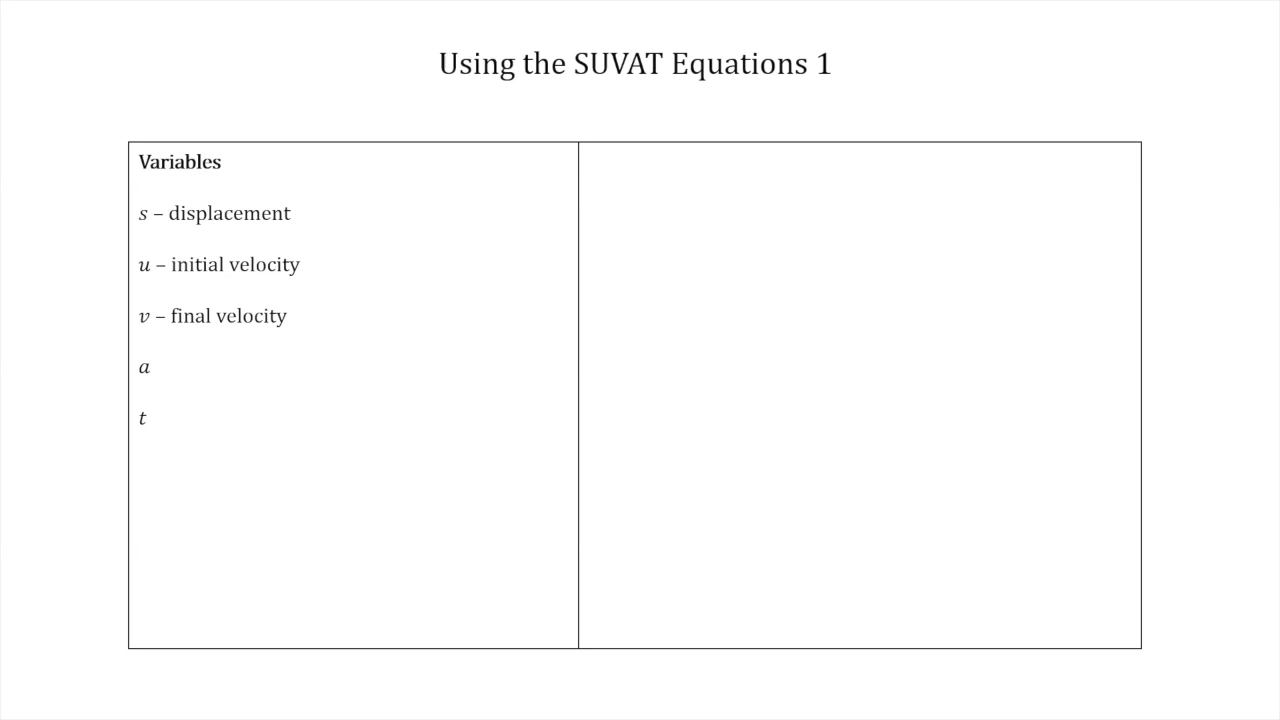 Using the SUVAT Equations 1
Variables
s – displacement
u – initial velocity
v – final velocity
a
t